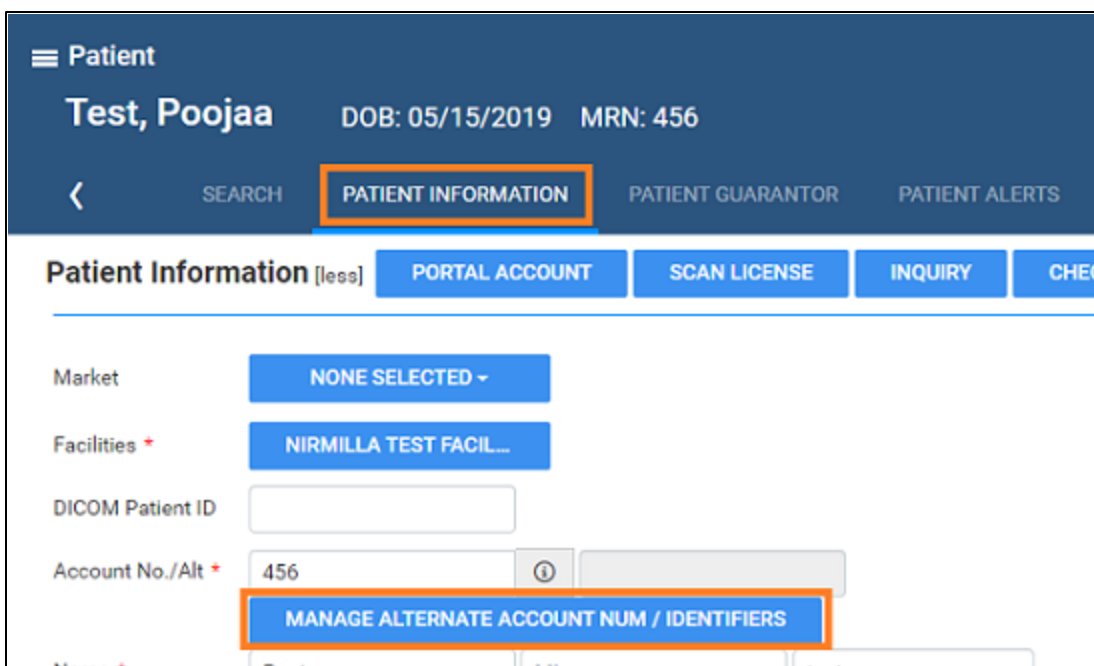 Patient
Test, Poojaa DOB: 05/15/2019 MRN: 456
SEARCH PATIENT INFORMATION PATIENT GUARANTOR PATIENT ALERTS
Patient Information [less] PORTAL ACCOUNT SCAN LICENSE INQUIRY
Market NONE SELECTED
Facilities * NIRMILLA TEST FACIL...
DICOM Patient ID
Account No./Alt * 456
MANAGE ALTERNATE ACCOUNT NUM / IDENTIFIERS